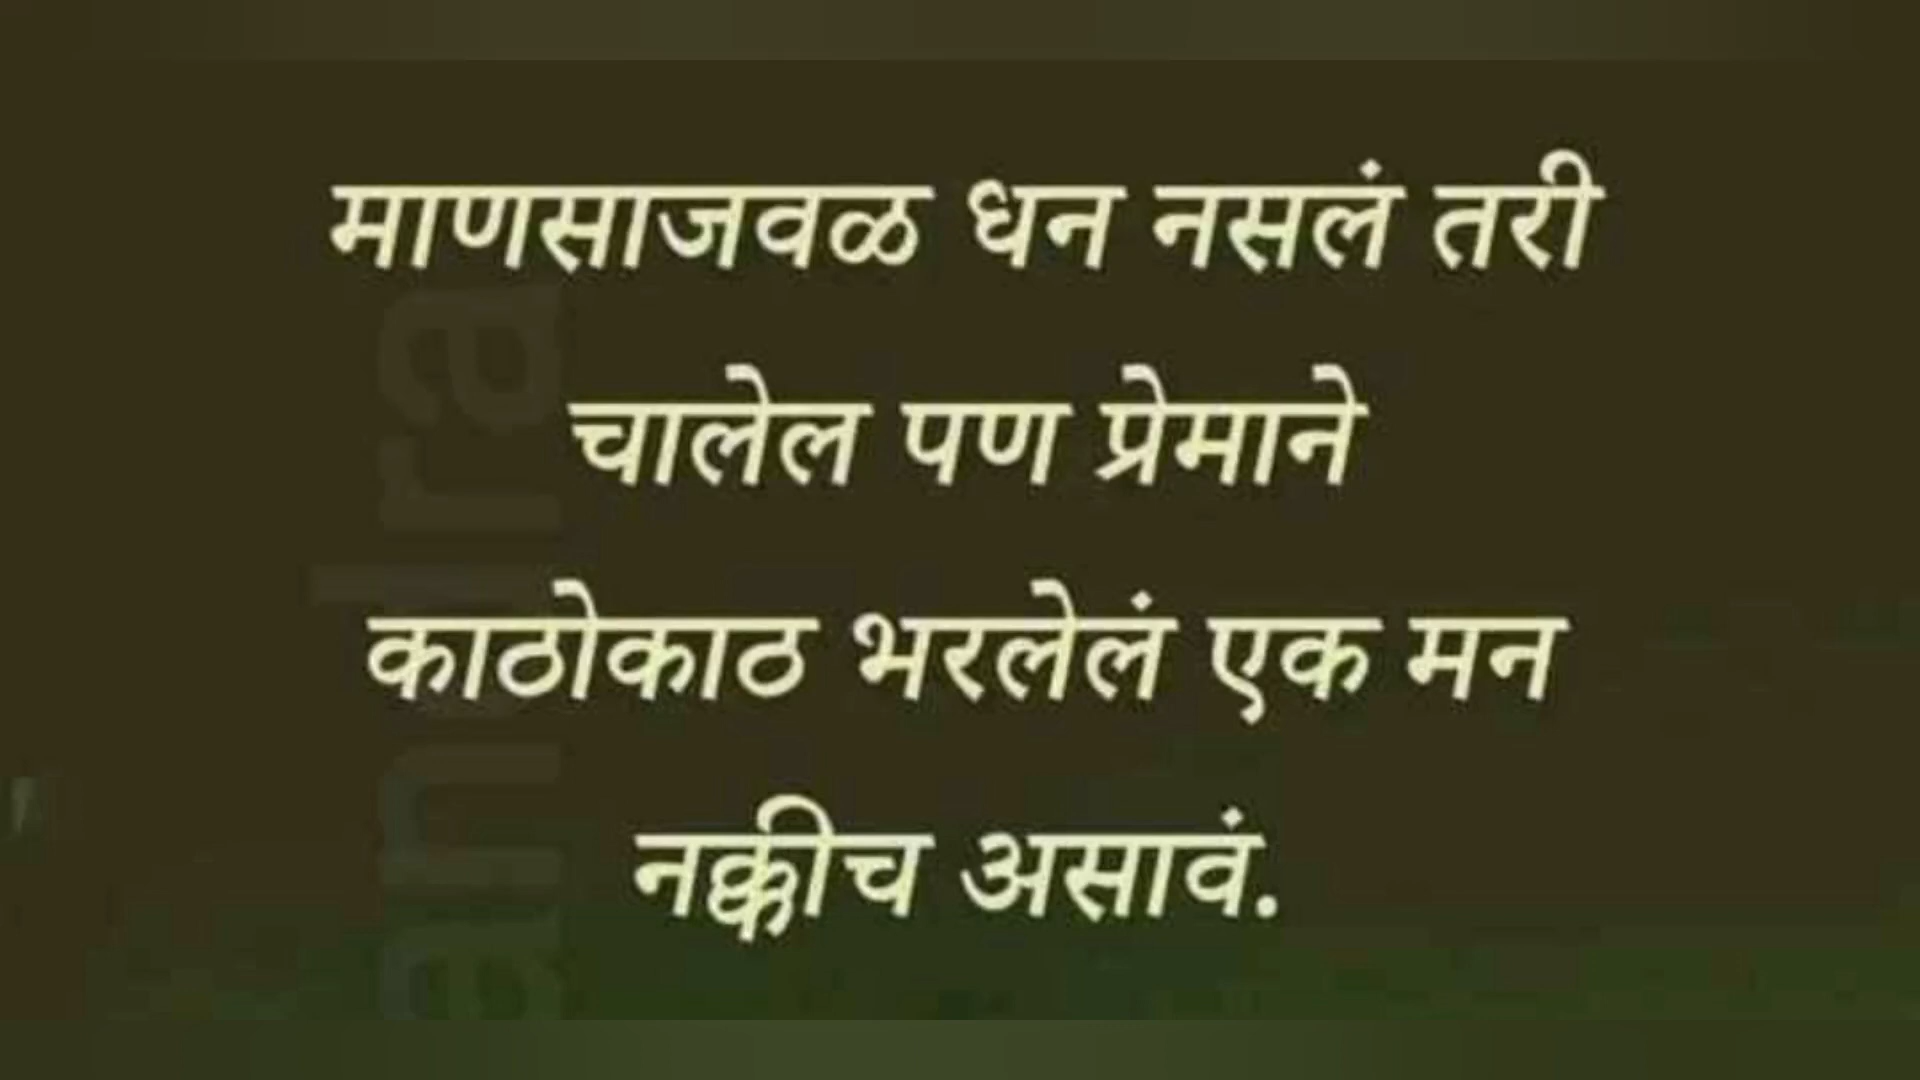 माणसाजवळ धन नसलं तरी
चालेल पण प्रेमाने
काठोकाठ भरलेलं एक मन
नक्कीच असावं.